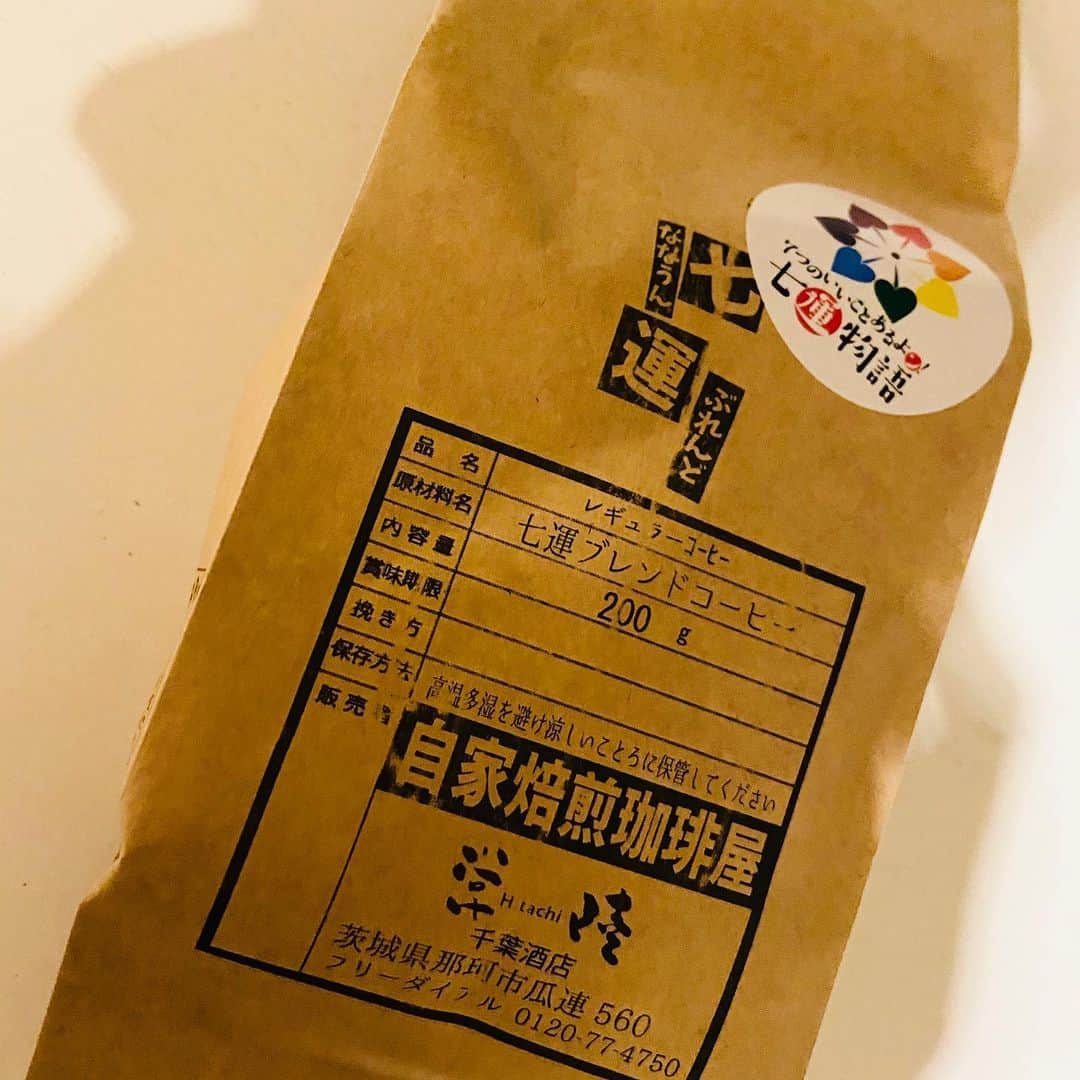 ななうん
七
運
ぶれんど
7つのいいことあるよ!
七運物語
品名
レギュラーコーヒー
原材料名
七運ブレンドコーヒー
内容量
200 g
賞味期限
挽き方
保存方法
高温多湿を避け涼しいことろに保管してください
販売
自家焙煎珈琲屋
常陸
Hitachi
千葉酒店
茨城県那珂市瓜連 560
フリーダイアル 0120-77-4750